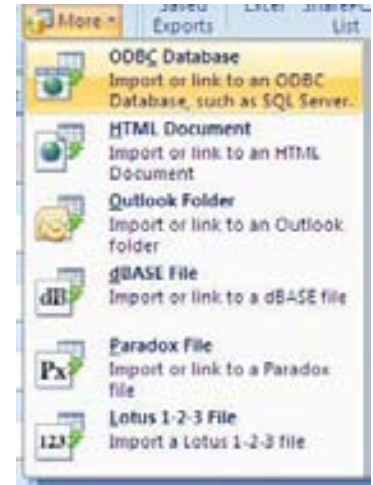 More
Saved Excel SharePo
Exports List
ODBC Database
Import or link to an ODBC
Database, such as SQL Server.
HTML Document
Import or link to an HTML
Document
Outlook Folder
Import or link to an Outlook
folder
dB
dBASE File
Import or link to a dBASE file
Px
Paradox File
Import or link to a Paradox
file
123
Lotus 1-2-3 File
Import a Lotus 1-2-3 file